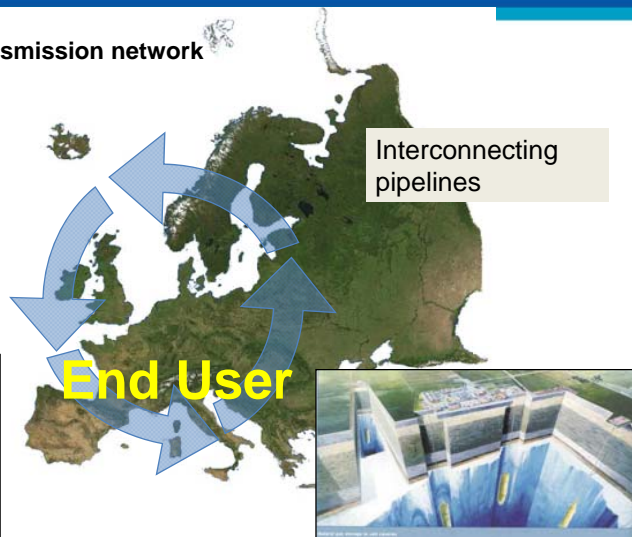 smission network
Interconnecting
pipelines
End User